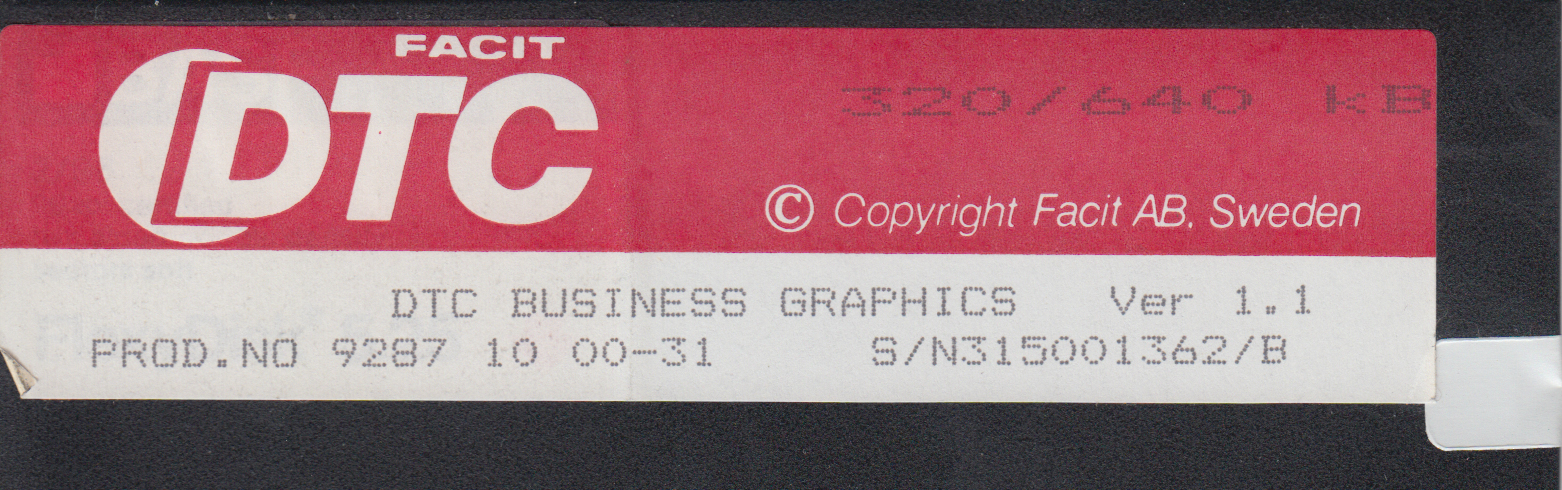 FACIT
DTC
320/640 kB
© Copyright Facit AB, Sweden
DTC BUSINESS GRAPHICS Ver 1.1
PROD.NO 9287 10 00-31 S/N315001362/B